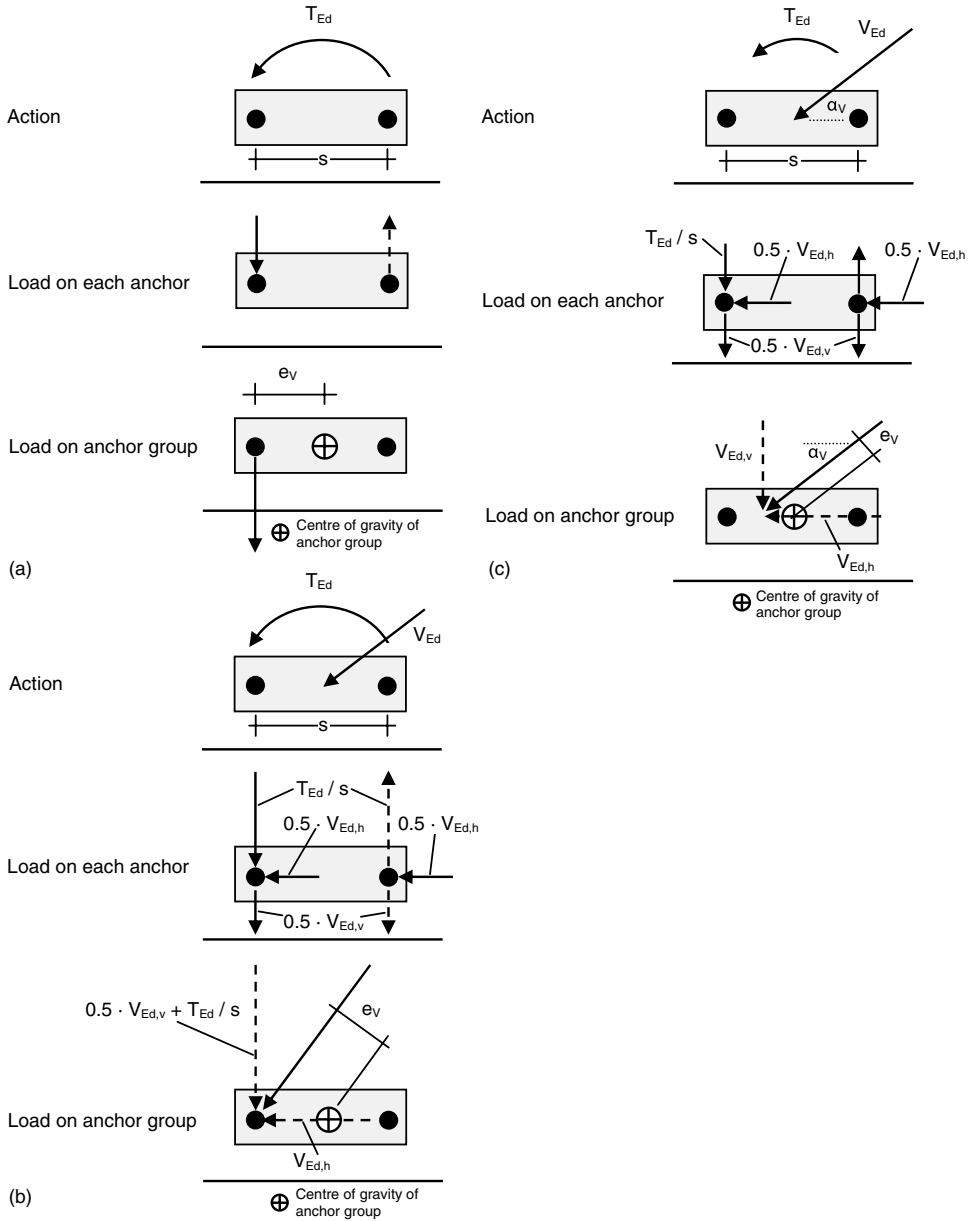 T_Ed
Action
s
Load on each anchor
e_V
Load on anchor group
Centre of gravity of
anchor group
(a)
T_Ed
V_Ed
Action
s
T_Ed / s
0.5 · V_Ed,h
0.5 · V_Ed,h
Load on each anchor
0.5 · V_Ed,v
0.5 · V_Ed,v + T_Ed / s
e_V
Load on anchor group
V_Ed,h
Centre of gravity of
anchor group
(b)
T_Ed
V_Ed
Action
α_V
s
T_Ed / s
0.5 · V_Ed,h
0.5 · V_Ed,h
Load on each anchor
0.5 · V_Ed,v
V_Ed,v
α_V
e_V
Load on anchor group
V_Ed,h
(c)
Centre of gravity of
anchor group